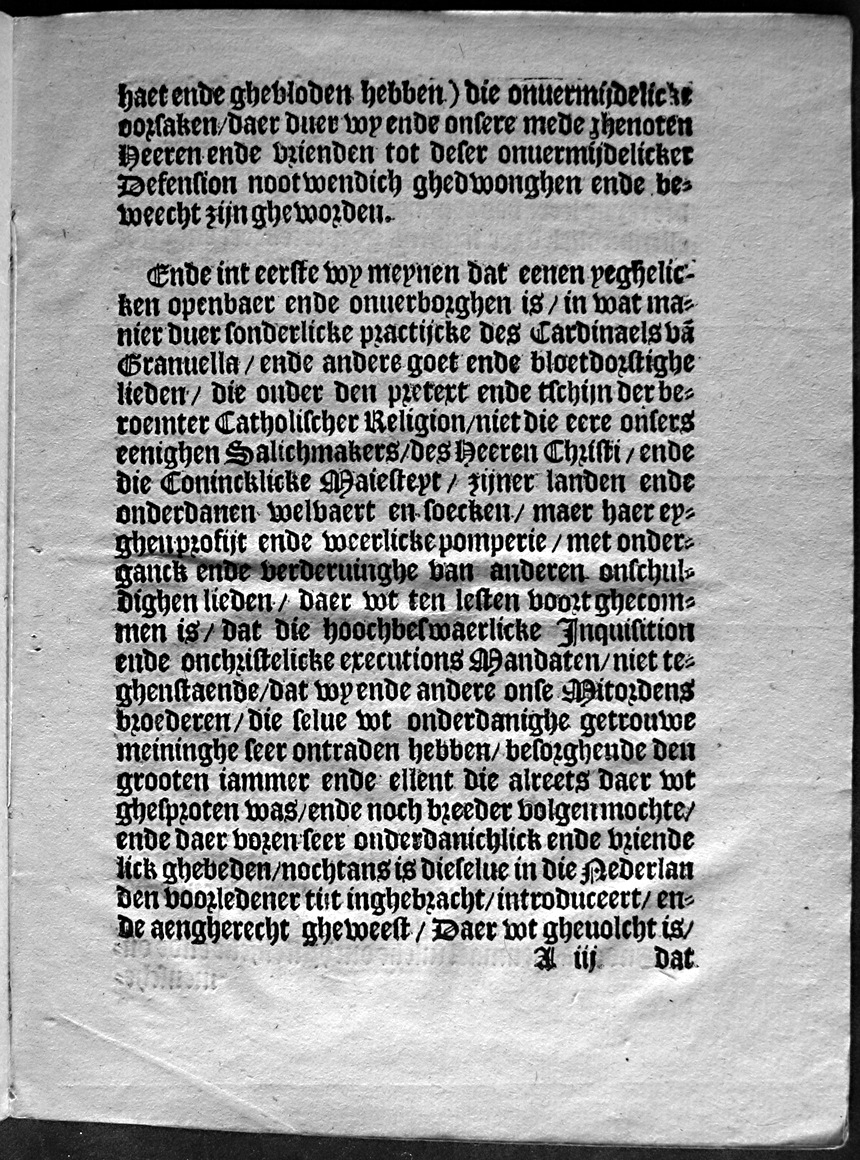 haet ende ghevloden hebben) die onuermijdelicke
oorsaken/daer duer wy ende onsere mede ghenoten
Heeren ende vrienden tot deser onuermijdelicker
Defension nootwendich ghedwonghen ende be⸗
weecht zijn gheworden.
Ende int eerste wy meynen dat eenen yeghelic⸗
ken openbaer ende onuerborghen is/ in wat ma⸗
nier duer sonderlicke practijcke des Cardinaels vā
Granuella/ ende andere goet ende bloetdorstighe
lieden/ die onder den pretext ende tschijn der be⸗
roemter Catholischer Religion/niet die eere onsers
eenighen Salichmakers/des Heeren Christi/ ende
die Conincklicke Maiesteyt/ zijner landen ende
onderdanen welvaert en soecken/ maer haer ey⸗
ghen profijt ende weerlicke pomperie/ met onder⸗
ganck ende verderuinghe van anderen onschul⸗
dighen lieden/ daer wt ten lesten voort ghecom⸗
men is/ dat die hoochbeswaerlicke Inquisition
ende onchristelicke executions Mandaten/niet te⸗
ghenstaende/dat wy ende andere onse Mitordens
broederen/die selue wt onderdanighe getrouwe
meininghe seer ontraden hebben/ besorghende den
grooten iammer ende ellent die alreets daer wt
ghesproten was/ende noch breeder volgen mochte/
ende daer voren seer onderdanichlick ende vriende
lick ghebeden/nochtans is dieselue in die Nederlan
den voorledener tijt inghebracht/introduceert/ en⸗
de aengherecht gheweest/ Daer wt gheuolcht is/
A iij dat